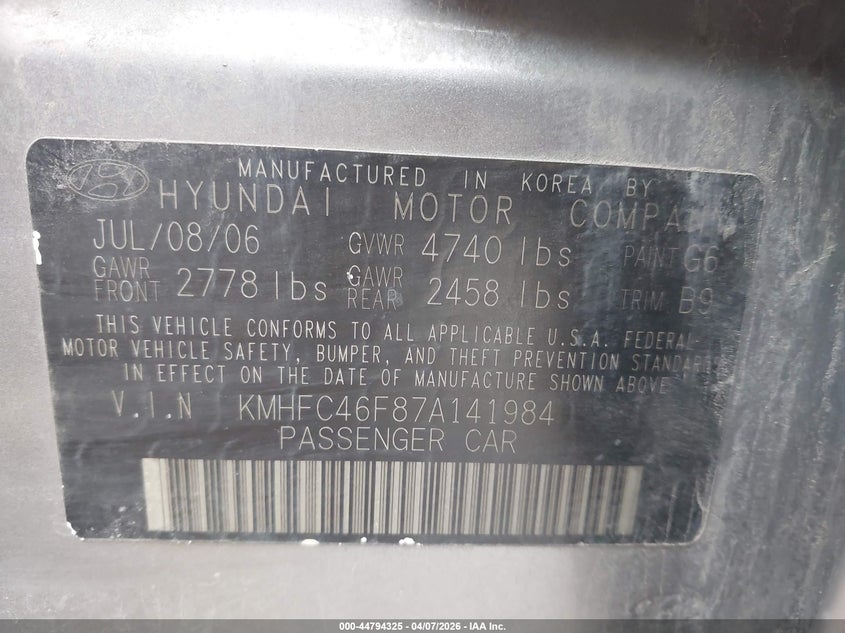 MANUFACTURED IN KOREA BY
HYUNDAI MOTOR COMPANY
JUL/08/06 GVWR 4740 lbs PAINT G6
GAWR FRONT 2778 lbs GAWR REAR 2458 lbs TRIM B9
THIS VEHICLE CONFORMS TO ALL APPLICABLE U.S.A. FEDERAL
MOTOR VEHICLE SAFETY, BUMPER, AND THEFT PREVENTION STANDARDS
IN EFFECT ON THE DATE OF MANUFACTURE SHOWN ABOVE
V.I.N KMHFC46F87A141984
PASSENGER CAR
000-44794325 | 04/07/2026 - IAA Inc.